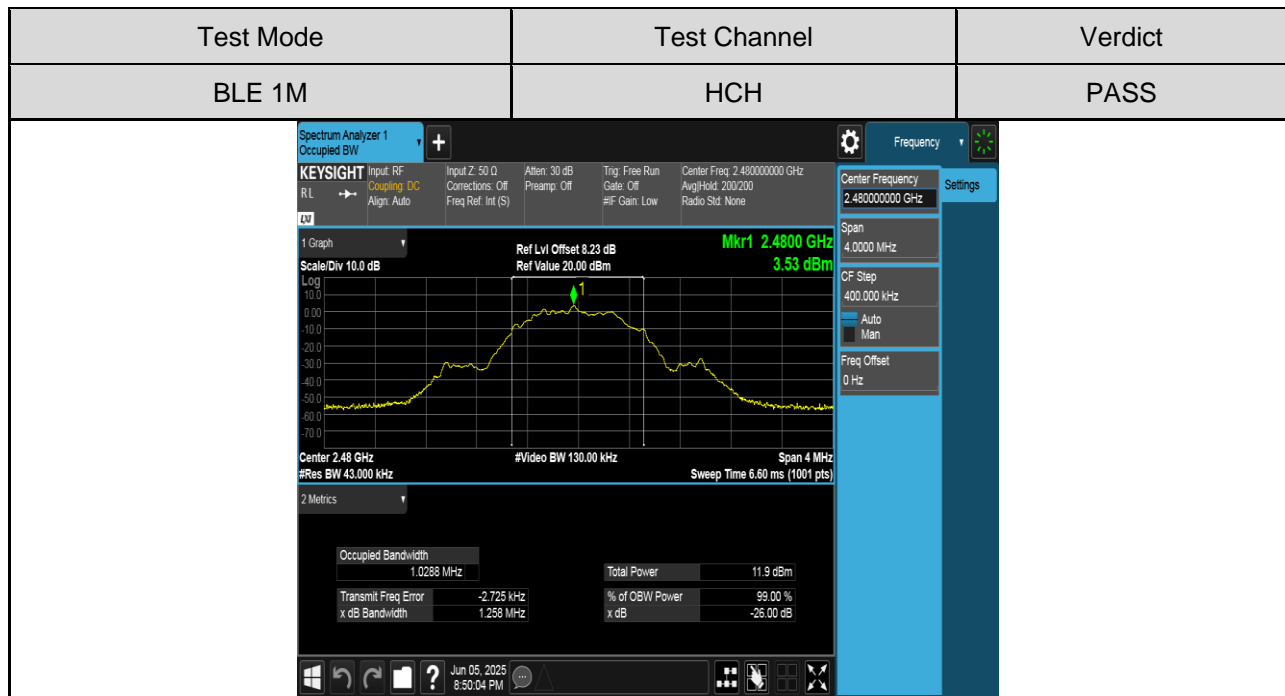 Test Mode Test Channel Verdict
BLE 1M HCH PASS
Spectrum Analyzer 1
Occupied BW
+
Frequency
KEYSIGHT
RL
LXI
Input: RF
Coupling: DC
Align: Auto
Input Z: 50 Ω
Corrections: Off
Freq Ref: Int (S)
Atten: 30 dB
Preamp: Off
Trig: Free Run
Gate: Off
#IF Gain: Low
Center Freq: 2.480000000 GHz
Avg|Hold: 200/200
Radio Std: None
Center Frequency
2.480000000 GHz
Settings
Span
4.0000 MHz
CF Step
400.000 kHz
Auto
Man
Freq Offset
0 Hz
1 Graph
Scale/Div 10.0 dB
Ref Lvl Offset 8.23 dB
Ref Value 20.00 dBm
Mkr1 2.4800 GHz
3.53 dBm
Log
1
10.0
0.00
-10.0
-20.0
-30.0
-40.0
-50.0
-60.0
-70.0
Center 2.48 GHz #Video BW 130.00 kHz Span 4 MHz
#Res BW 43.000 kHz Sweep Time 6.60 ms (1001 pts)
2 Metrics
Occupied Bandwidth
1.0288 MHz
Total Power 11.9 dBm
Transmit Freq Error -2.725 kHz % of OBW Power 99.00 %
x dB Bandwidth 1.258 MHz x dB -26.00 dB
?
Jun 05, 2025
8:50:04 PM